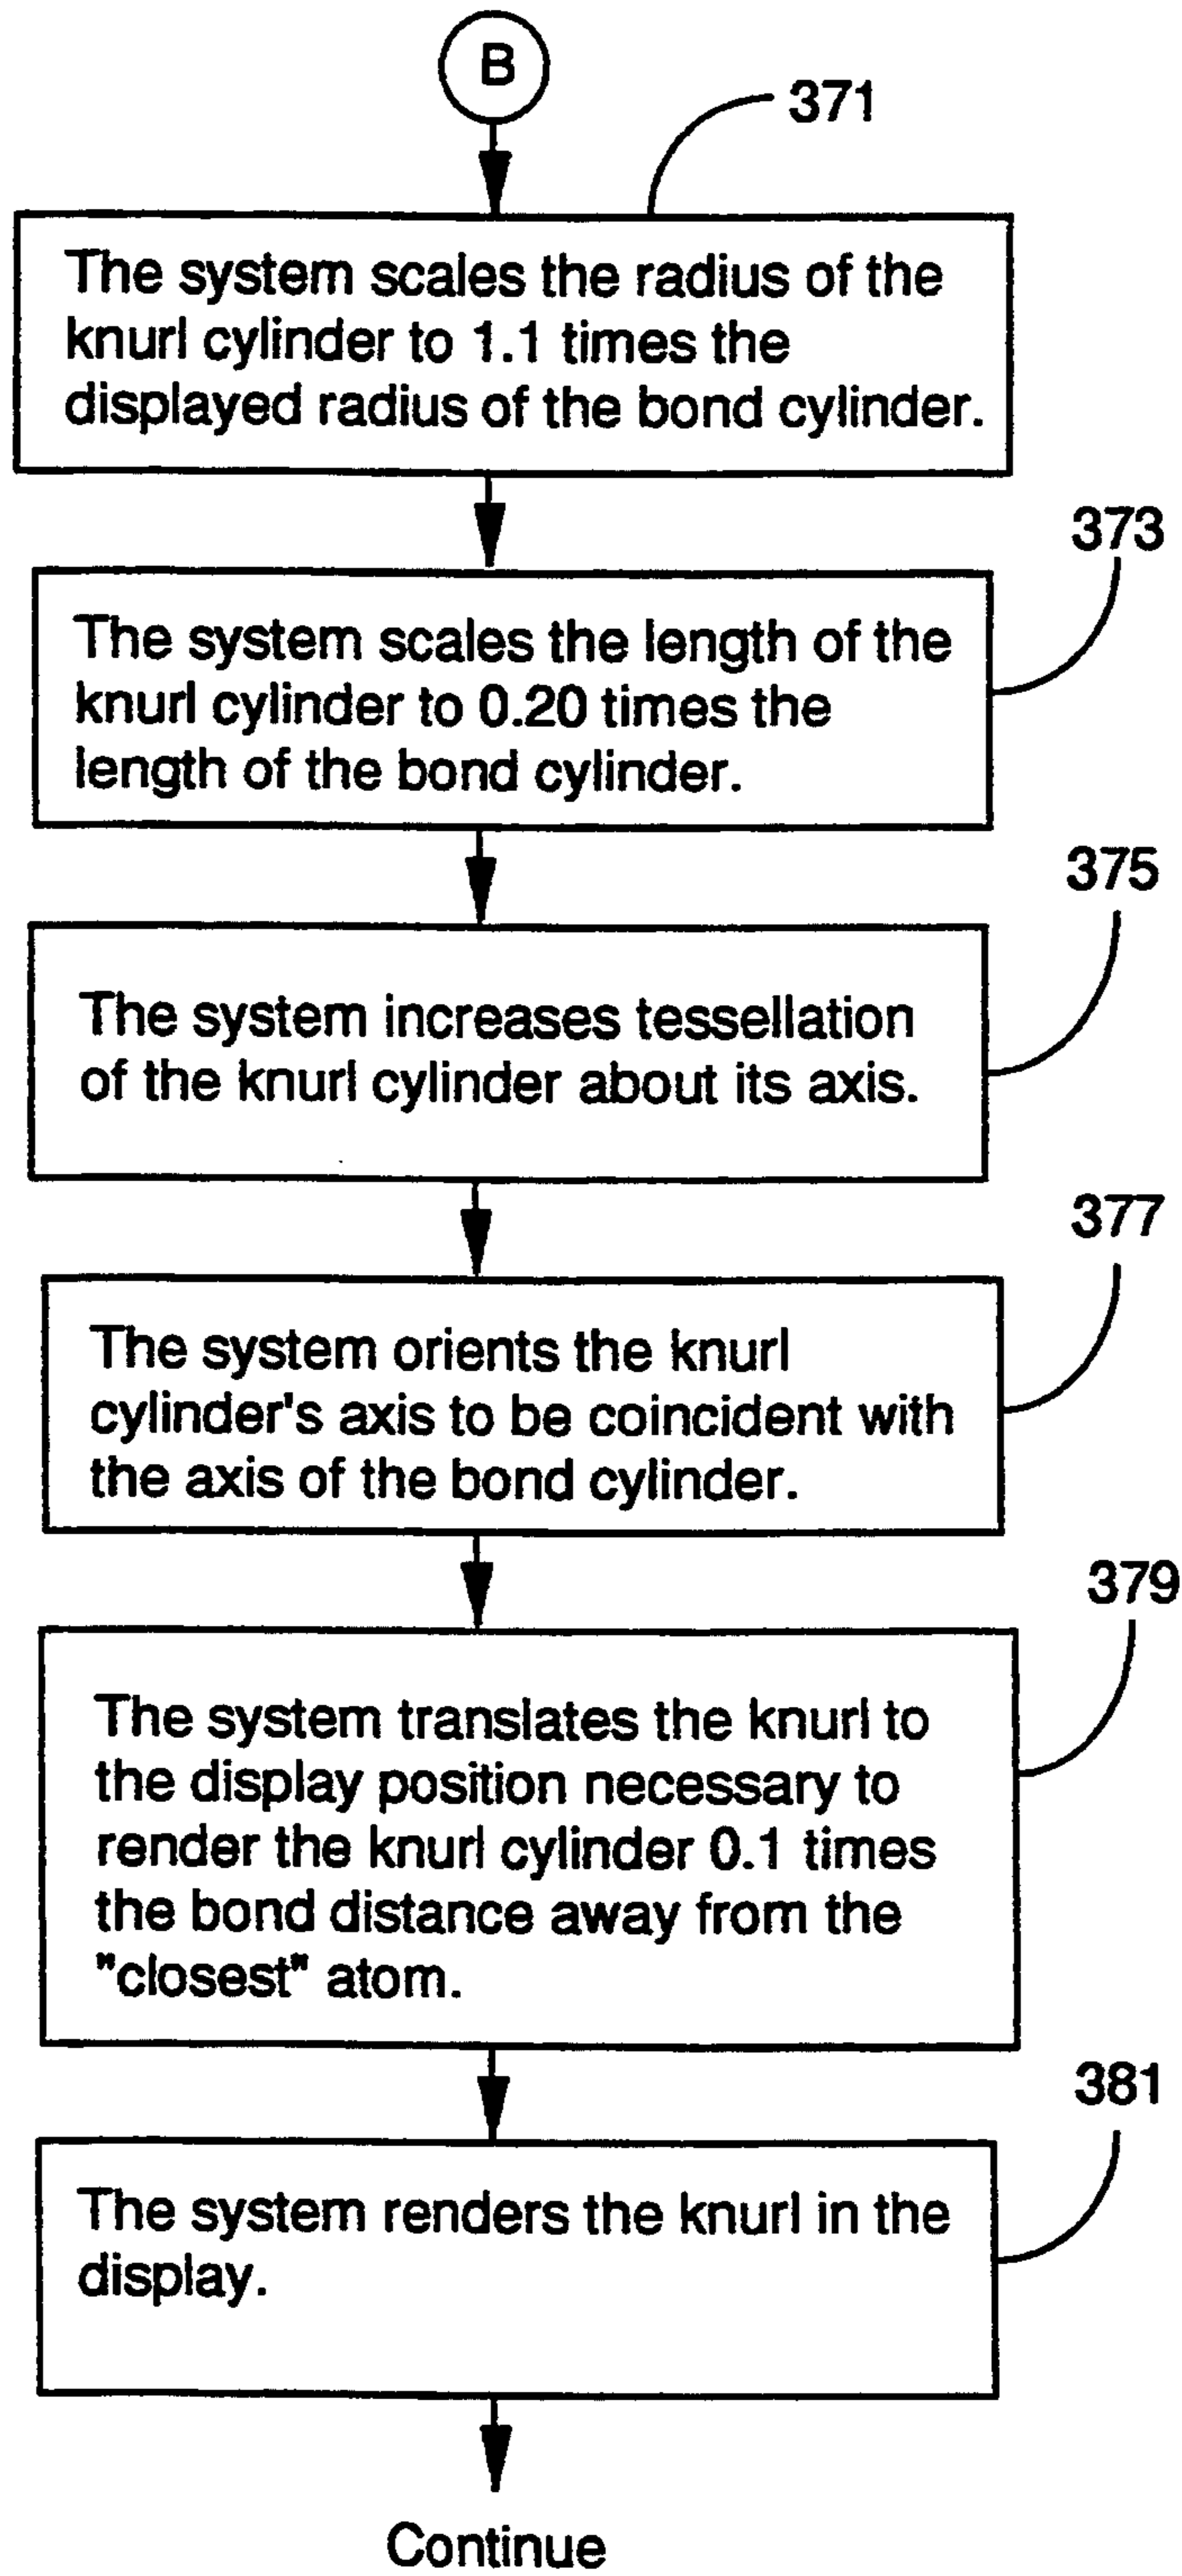 B
371
The system scales the radius of the
knurl cylinder to 1.1 times the
displayed radius of the bond cylinder.
373
The system scales the length of the
knurl cylinder to 0.20 times the
length of the bond cylinder.
375
The system increases tessellation
of the knurl cylinder about its axis.
377
The system orients the knurl
cylinder's axis to be coincident with
the axis of the bond cylinder.
379
The system translates the knurl to
the display position necessary to
render the knurl cylinder 0.1 times
the bond distance away from the
"closest" atom.
381
The system renders the knurl in the
display.
Continue